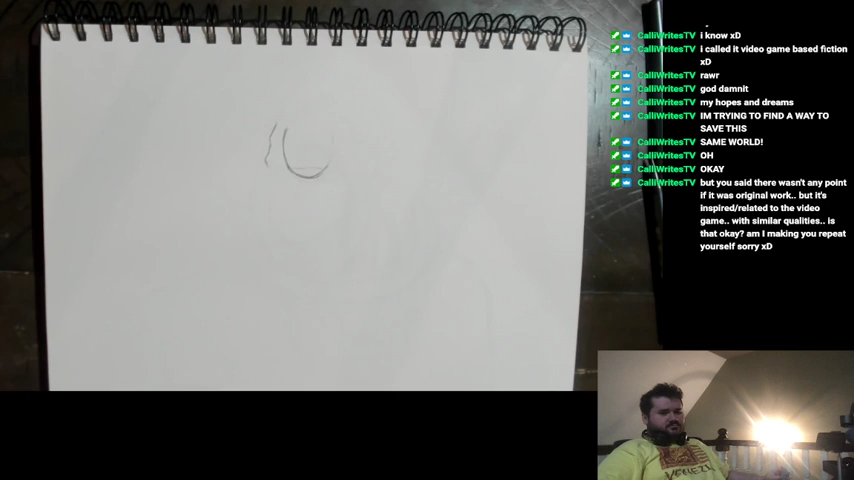 CalliWritesTV i know xD
CalliWritesTV i called it video game based fiction
xD
CalliWritesTV rawr
CalliWritesTV god damnit
CalliWritesTV my hopes and dreams
CalliWritesTV IM TRYING TO FIND A WAY TO
SAVE THIS
CalliWritesTV SAME WORLD!
CalliWritesTV OH
CalliWritesTV OKAY
CalliWritesTV but you said there wasn't any point
if it was original work.. but it's
inspired/related to the video
game.. with similar qualities.. is
that okay? am I making you repeat
yourself sorry xD